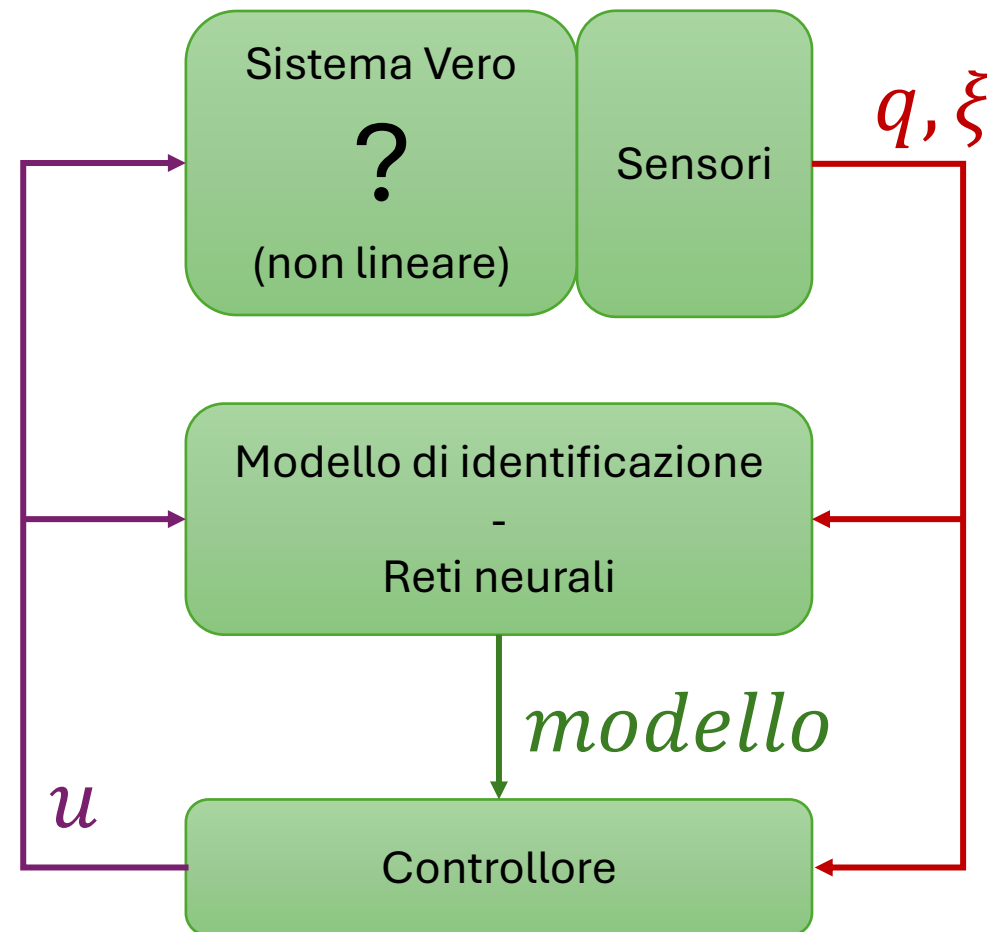 Sistema Vero
?
(non lineare)
Sensori
q, ξ
Modello di identificazione
-
Reti neurali
modello
u
Controllore